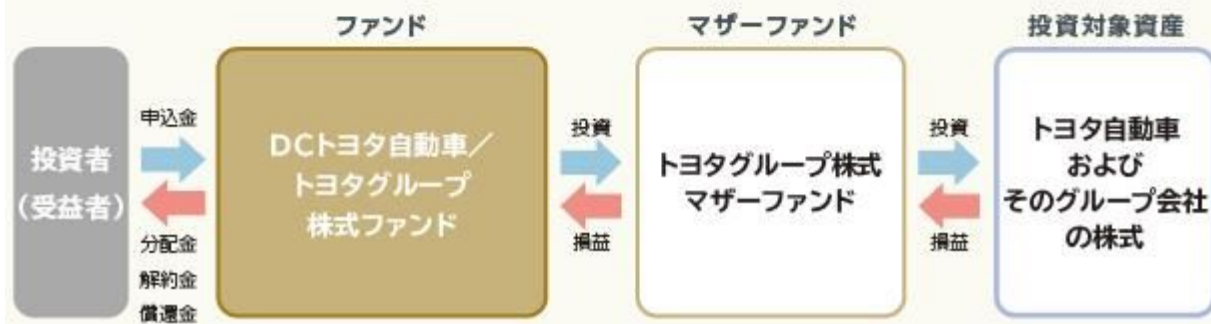 ファンド
マザーファンド
投資対象資産
投資者
(受益者)
申込金
分配金
解約金
償還金
DCトヨタ自動車／
トヨタグループ
株式ファンド
投資
損益
トヨタグループ株式
マザーファンド
投資
損益
トヨタ自動車
および
そのグループ会社
の株式